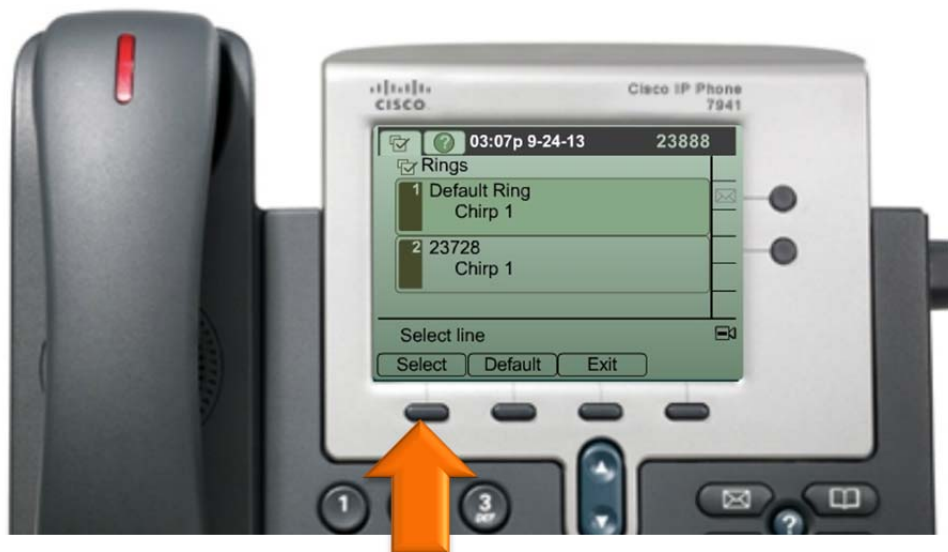 CISCO
Cisco IP Phone
7941
03:07p 9-24-13 23888
Rings
1 Default Ring
Chirp 1
2 23728
Chirp 1
Select line
Select Default Exit
1
3
DEF
?